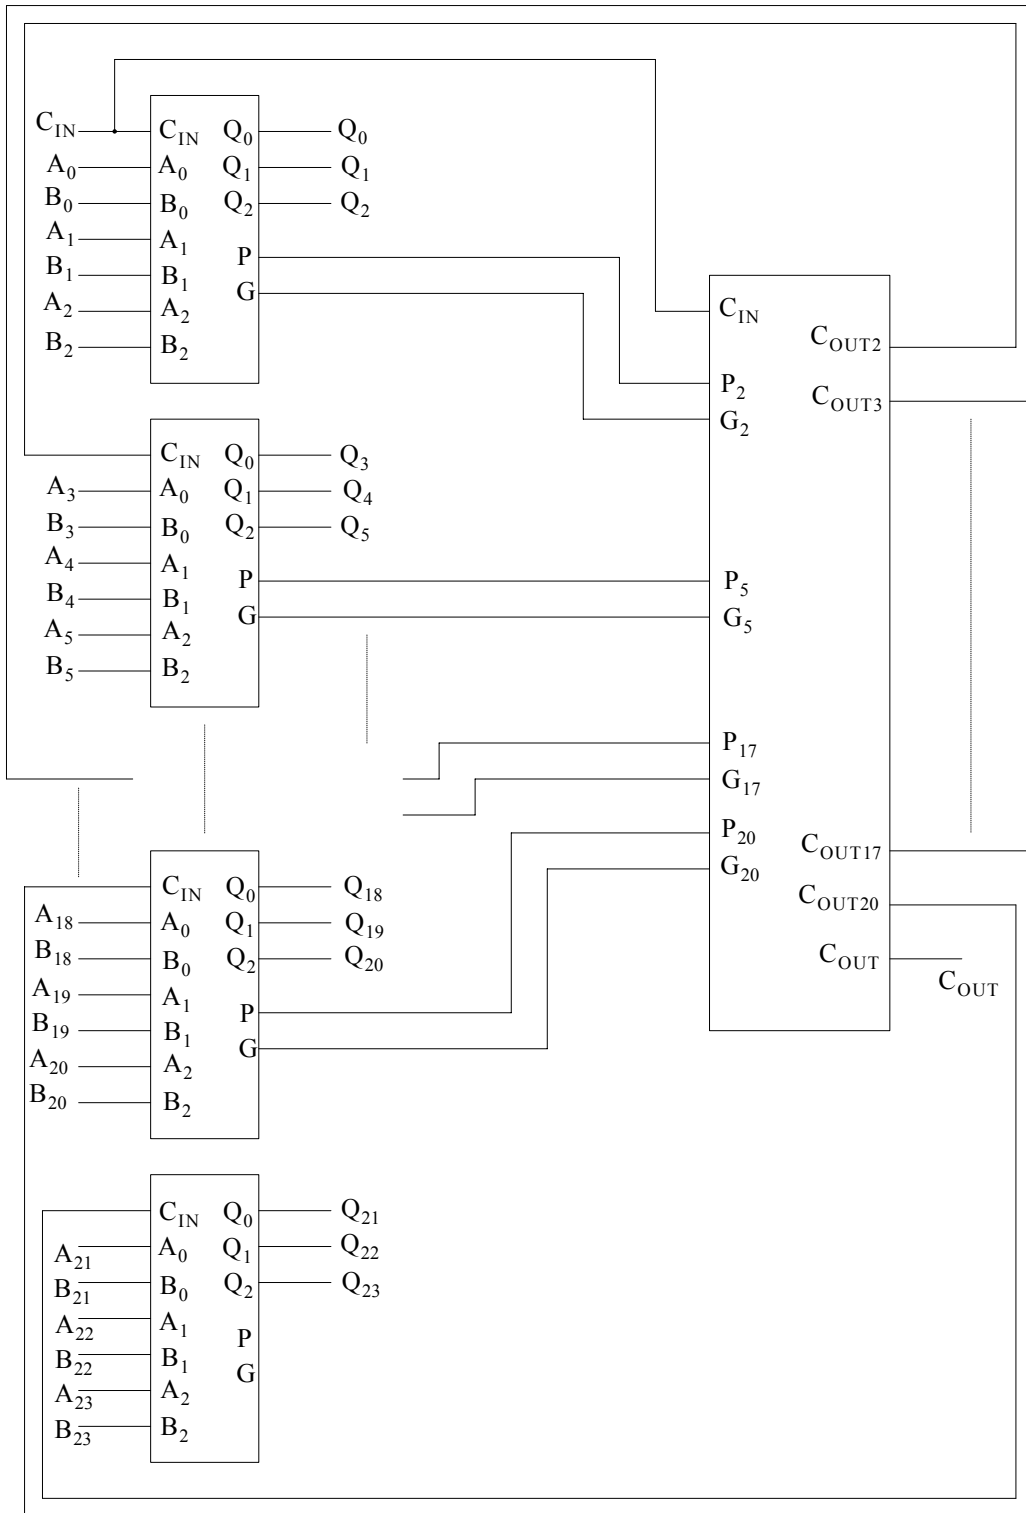 C_IN C_IN Q_0 Q_0
A_0 A_0 Q_1 Q_1
B_0 B_0 Q_2 Q_2
A_1 A_1
B_1 B_1 P
A_2 A_2 G
B_2 B_2
C_IN C_OUT2
P_2 C_OUT3
G_2
C_IN Q_0 Q_3
A_3 A_0 Q_1 Q_4
B_3 B_0 Q_2 Q_5
A_4 A_1
B_4 B_1 P P_5
A_5 A_2 G G_5
B_5 B_2
P_17
G_17
P_20 C_OUT17
G_20 C_OUT20
C_OUT C_OUT
C_IN Q_0 Q_18
A_18 A_0 Q_1 Q_19
B_18 B_0 Q_2 Q_20
A_19 A_1
B_19 B_1 P
A_20 A_2 G
B_20 B_2
C_IN Q_0 Q_21
A_21 A_0 Q_1 Q_22
B_21 B_0 Q_2 Q_23
A_22 A_1
B_22 B_1 P
A_23 A_2 G
B_23 B_2